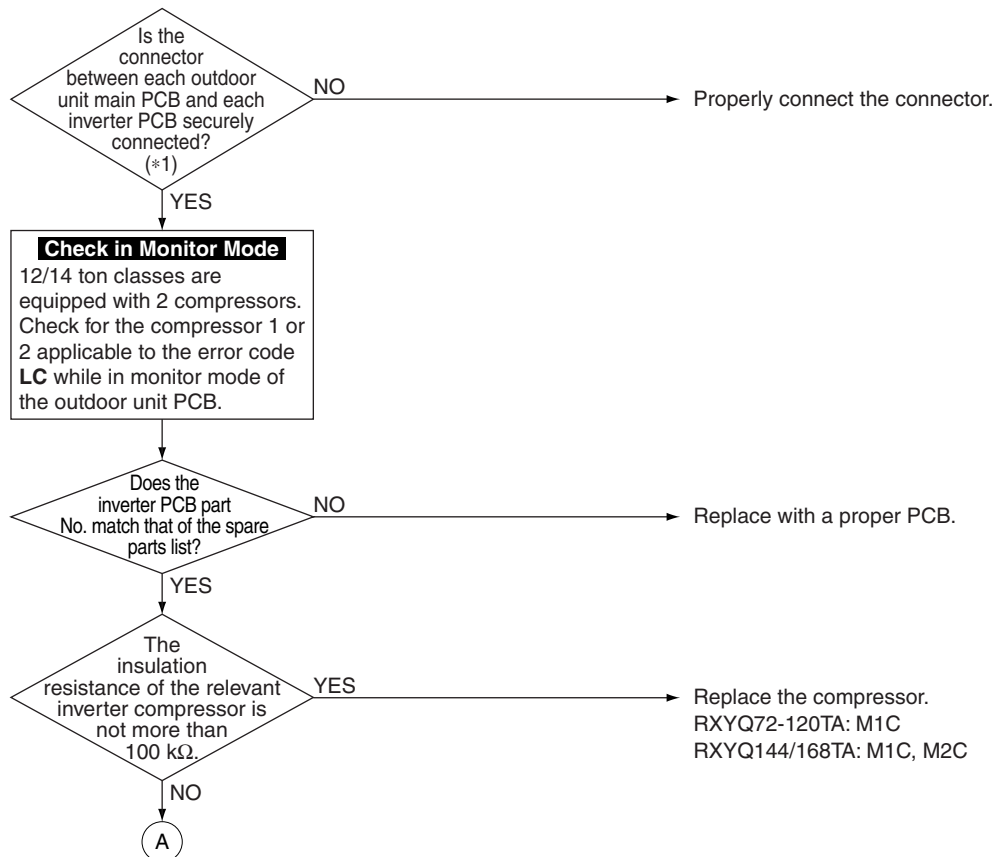 Is the
connector
between each outdoor
unit main PCB and each
inverter PCB securely
connected?
(*1)
NO
Properly connect the connector.
YES
Check in Monitor Mode
12/14 ton classes are
equipped with 2 compressors.
Check for the compressor 1 or
2 applicable to the error code
LC while in monitor mode of
the outdoor unit PCB.
Does the
inverter PCB part
No. match that of the spare
parts list?
NO
Replace with a proper PCB.
YES
The
insulation
resistance of the relevant
inverter compressor is
not more than
100 kΩ.
YES
Replace the compressor.
RXYQ72-120TA: M1C
RXYQ144/168TA: M1C, M2C
NO
A